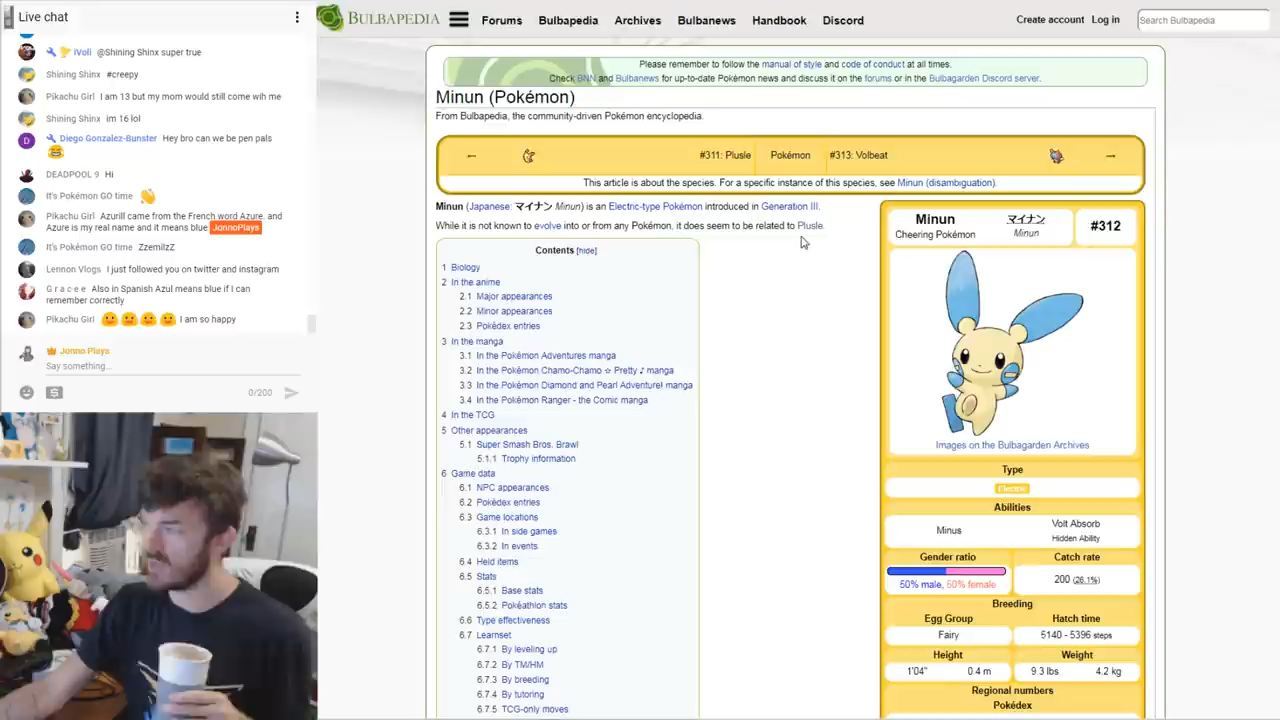 Live chat
iVoli @Shining Shinx super true
Shining Shinx #creepy
Pikachu Girl I am 13 but my mom would still come wih me
Shining Shinx im 16 lol
Diego Gonzalez-Bunster Hey bro can we be pen pals
DEADPOOL 9 Hi
It's Pokémon GO time
Pikachu Girl Azurill came from the French word Azure. and
Azure is my real name and it means blue JonnoPlays
It's Pokémon GO time ZzemilzZ
Lennon Vlogs I just followed you on twitter and instagram
G r a c e e Also in Spanish Azul means blue if I can
remember correctly
Pikachu Girl I am so happy
Jonno Plays
Say something...
0/200
BULBAPEDIA
Forums Bulbapedia Archives Bulbanews Handbook Discord
Create account Log in Search Bulbapedia
Please remember to follow the manual of style and code of conduct at all times.
Check BNN and Bulbanews for up-to-date Pokémon news and discuss it on the forums or in the Bulbagarden Discord server.
Minun (Pokémon)
From Bulbapedia, the community-driven Pokémon encyclopedia.
← #311: Plusle Pokémon #313: Volbeat →
This article is about the species. For a specific instance of this species, see Minun (disambiguation).
Minun (Japanese: マイナン Minun) is an Electric-type Pokémon introduced in Generation III.
While it is not known to evolve into or from any Pokémon, it does seem to be related to Plusle.
Contents [hide]
1 Biology
2 In the anime
2.1 Major appearances
2.2 Minor appearances
2.3 Pokédex entries
3 In the manga
3.1 In the Pokémon Adventures manga
3.2 In the Pokémon Chamo-Chamo ☆ Pretty ♪ manga
3.3 In the Pokémon Diamond and Pearl Adventure! manga
3.4 In the Pokémon Ranger - the Comic manga
4 In the TCG
5 Other appearances
5.1 Super Smash Bros. Brawl
5.1.1 Trophy information
6 Game data
6.1 NPC appearances
6.2 Pokédex entries
6.3 Game locations
6.3.1 In side games
6.3.2 In events
6.4 Held items
6.5 Stats
6.5.1 Base stats
6.5.2 Pokéathlon stats
6.6 Type effectiveness
6.7 Learnset
6.7.1 By leveling up
6.7.2 By TM/HM
6.7.3 By breeding
6.7.4 By tutoring
6.7.5 TCG-only moves
Minun マイナン #312
Cheering Pokémon Minun
Images on the Bulbagarden Archives
Type
Electric
Abilities
Minus Volt Absorb
Hidden Ability
Gender ratio Catch rate
50% male, 50% female 200 (26.1%)
Breeding
Egg Group Hatch time
Fairy 5140 - 5396 steps
Height Weight
1'04" 0.4 m 9.3 lbs 4.2 kg
Regional numbers
Pokédex